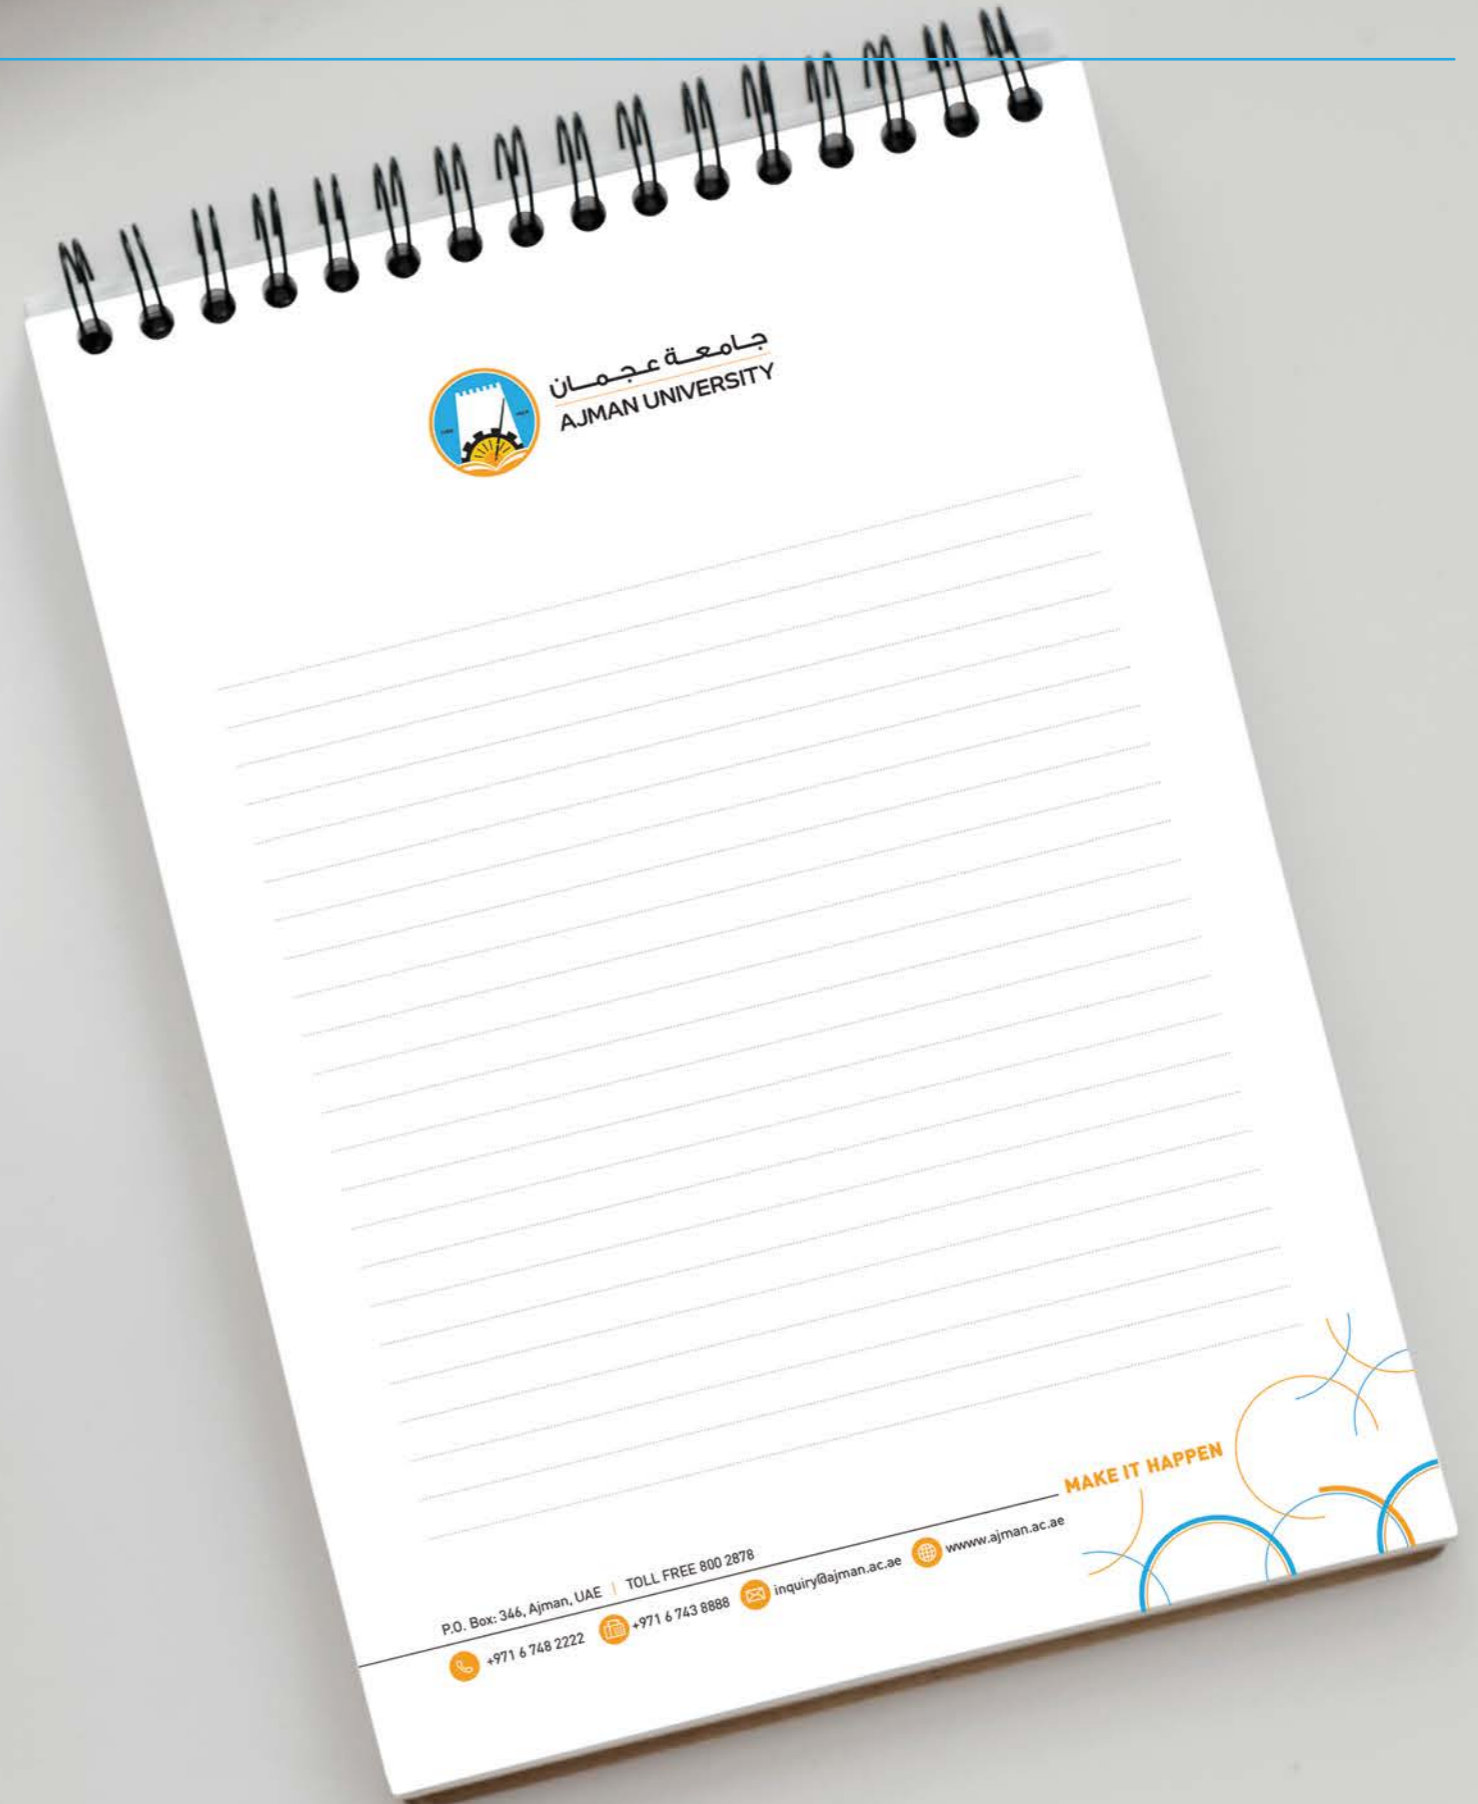 جامعة عجمان
AJMAN UNIVERSITY
MAKE IT HAPPEN
P.O. Box: 346, Ajman, UAE | TOLL FREE 800 2878
+971 6 748 2222 +971 6 743 8888 inquiry@ajman.ac.ae wwww.ajman.ac.ae